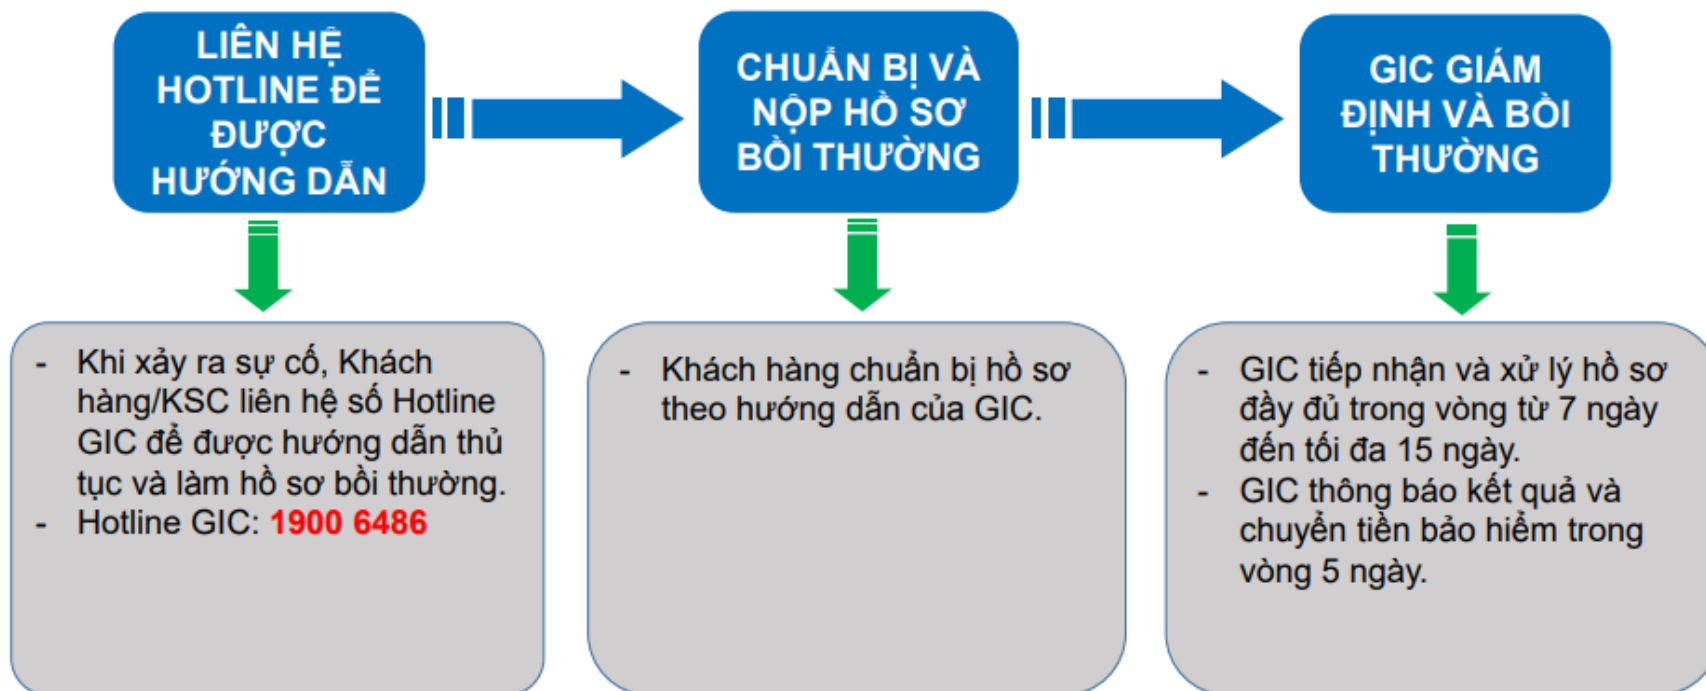 LIÊN HỆ
HOTLINE ĐỂ
ĐƯỢC
HƯỚNG DẪN
CHUẨN BỊ VÀ
NỘP HỒ SƠ
BỒI THƯỜNG
GIC GIÁM
ĐỊNH VÀ BỒI
THƯỜNG
- Khi xảy ra sự cố, Khách
hàng/KSC liên hệ số Hotline
GIC để được hướng dẫn thủ
tục và làm hồ sơ bồi thường.
- Hotline GIC: 1900 6486
- Khách hàng chuẩn bị hồ sơ
theo hướng dẫn của GIC.
- GIC tiếp nhận và xử lý hồ sơ
đầy đủ trong vòng từ 7 ngày
đến tối đa 15 ngày.
- GIC thông báo kết quả và
chuyển tiền bảo hiểm trong
vòng 5 ngày.